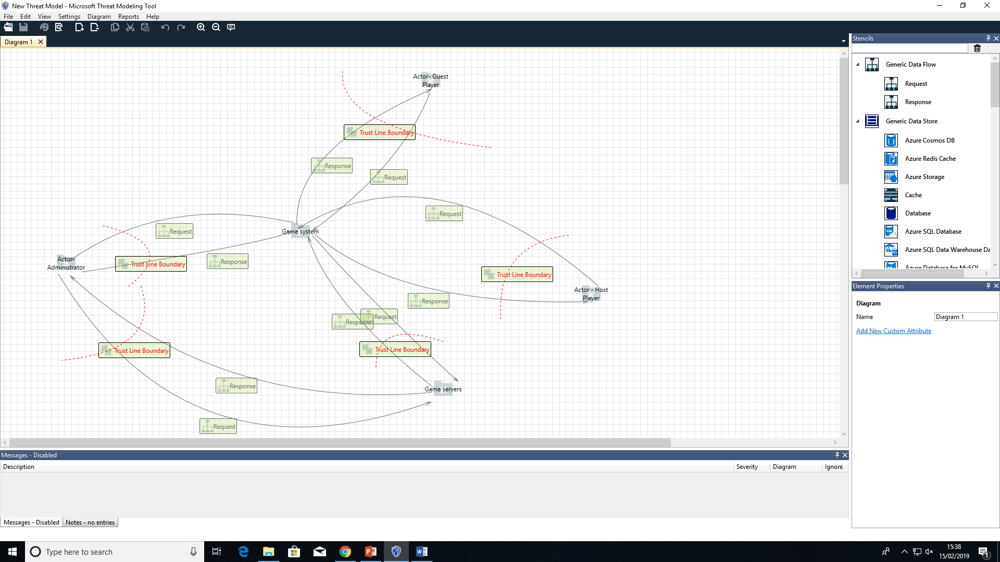 New Threat Model - Microsoft Threat Modeling Tool
File Edit View Settings Diagram Reports Help
Diagram 1
Actor- Guest
Player
Trust Line Boundary
Response
Request
Request
Request
Game system
Actor-
Administrator
Trust Line Boundary
Response
Trust Line Boundary
Actor - Host
Player
Response
Request
Response
Trust Line Boundary
Trust Line Boundary
Response
Game servers
Request
Stencils
Generic Data Flow
Request
Response
Generic Data Store
Azure Cosmos DB
Azure Redis Cache
Azure Storage
Cache
Database
Azure SQL Database
SQL
Azure SQL Data Warehouse Da
SQL
Azure Database for MySQL
Element Properties
Diagram
Name Diagram 1
Add New Custom Attribute
Messages - Disabled
Description Severity Diagram Ignore
Messages - Disabled Notes - no entries
Type here to search
15:38
15/02/2019
1